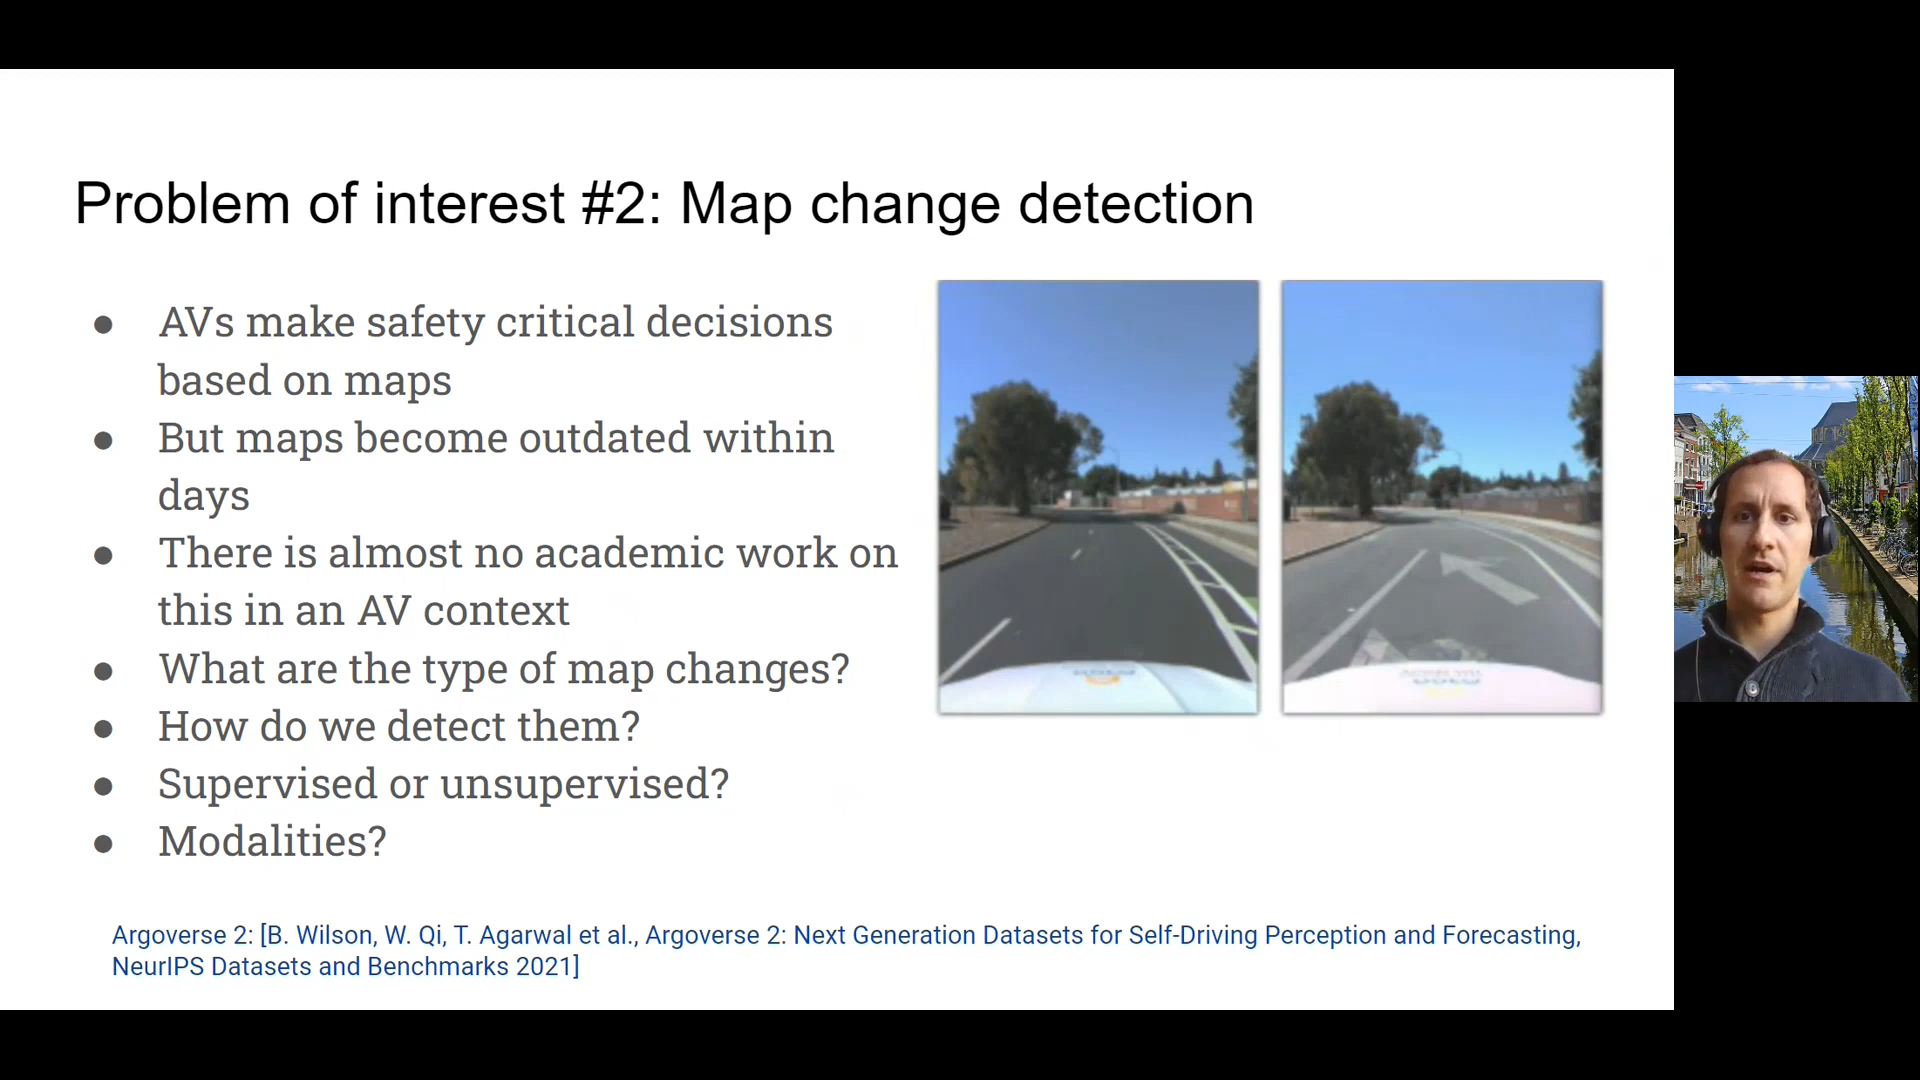 Problem of interest #2: Map change detection
● AVs make safety critical decisions
based on maps
● But maps become outdated within
days
● There is almost no academic work on
this in an AV context
● What are the type of map changes?
● How do we detect them?
● Supervised or unsupervised?
● Modalities?
Argoverse 2: [B. Wilson, W. Qi, T. Agarwal et al., Argoverse 2: Next Generation Datasets for Self-Driving Perception and Forecasting,
NeurIPS Datasets and Benchmarks 2021]